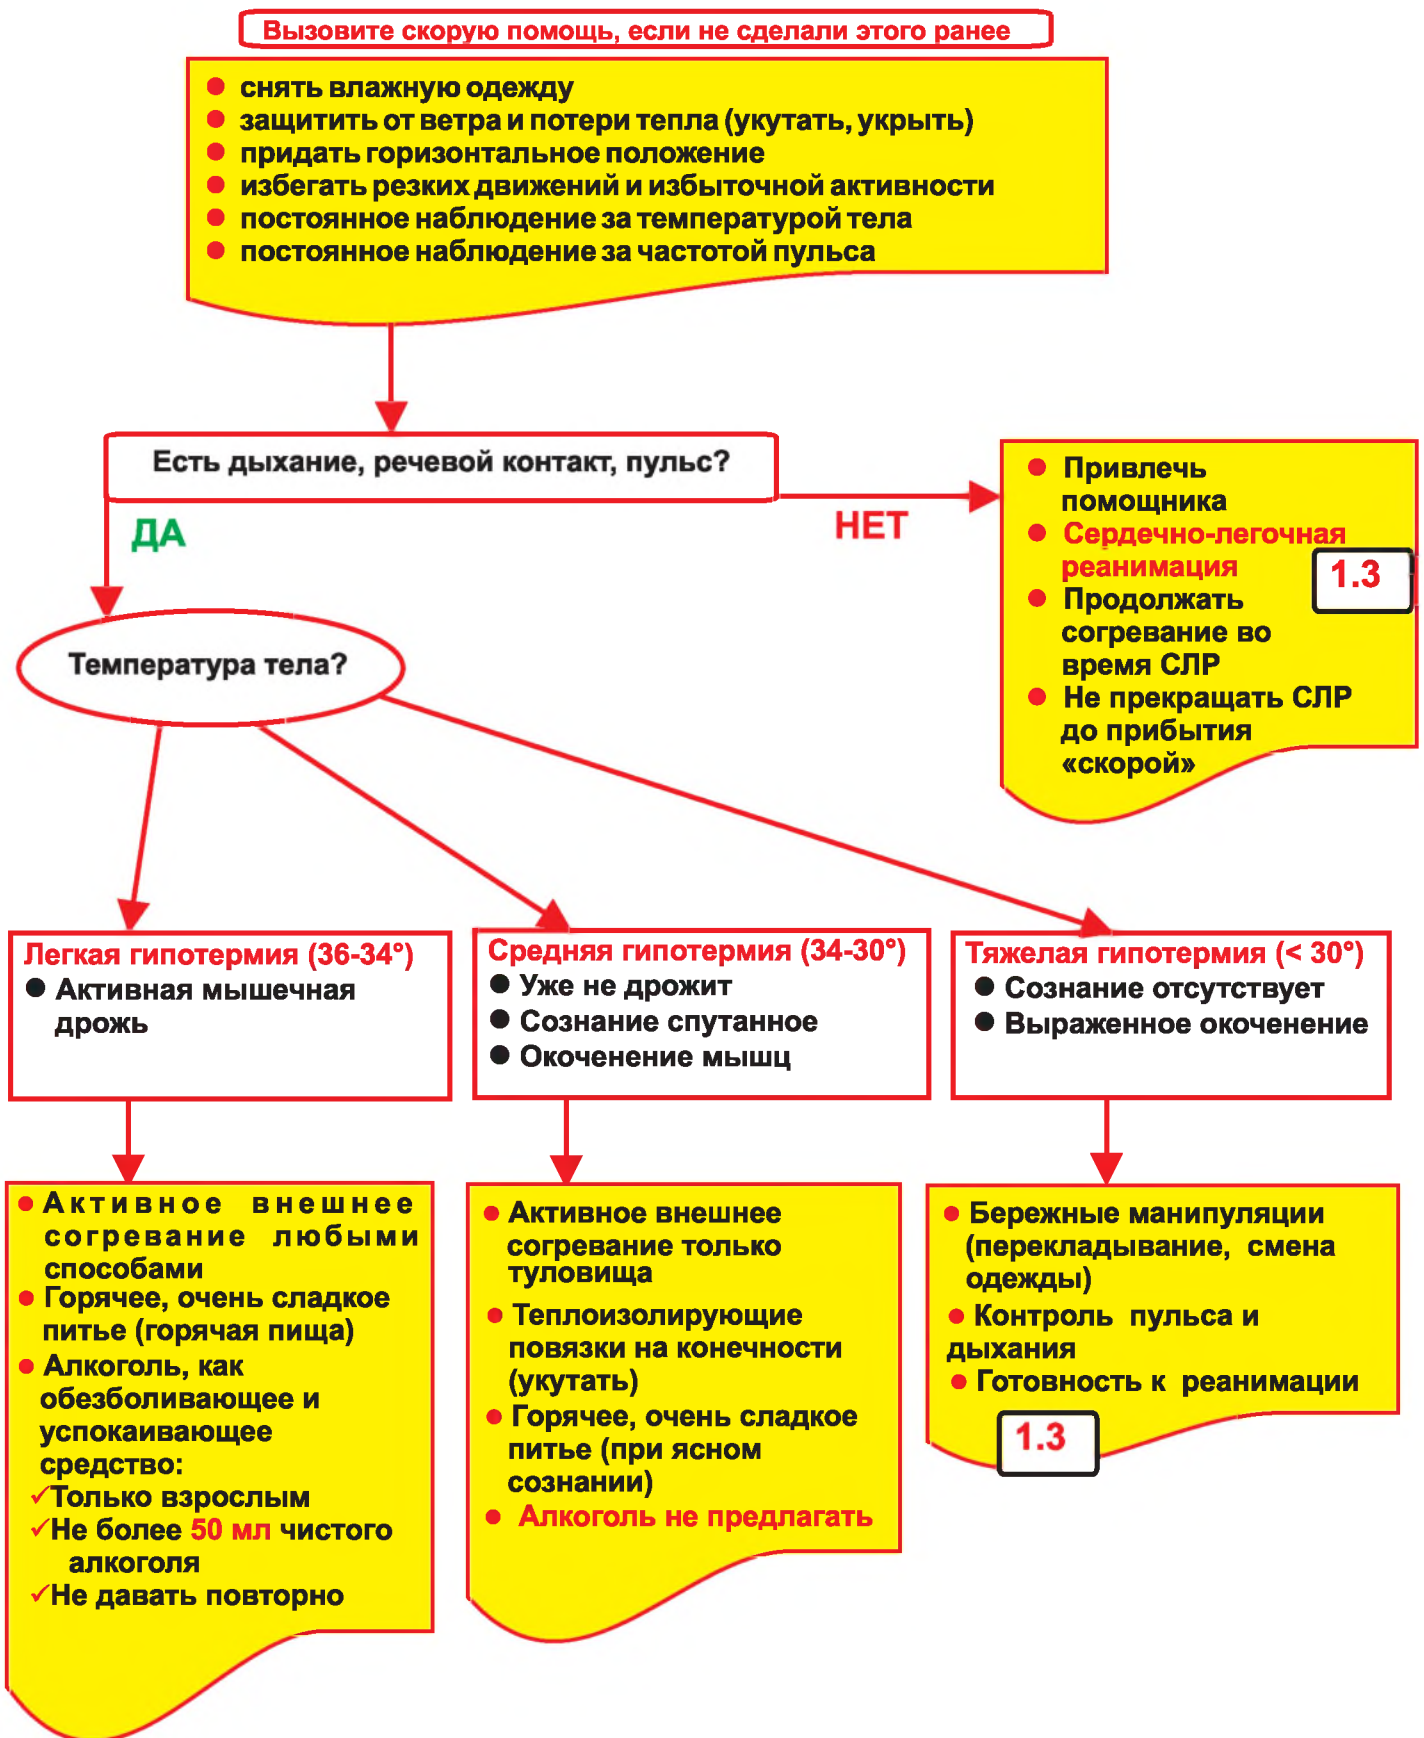 Вызовите скорую помощь, если не сделали этого ранее
● снять влажную одежду
● защитить от ветра и потери тепла (укутать, укрыть)
● придать горизонтальное положение
● избегать резких движений и избыточной активности
● постоянное наблюдение за температурой тела
● постоянное наблюдение за частотой пульса
Есть дыхание, речевой контакт, пульс?
ДА
НЕТ
● Привлечь
помощника
● Сердечно-легочная
реанимация
1.3
● Продолжать
согревание во
время СЛР
● Не прекращать СЛР
до прибытия
«скорой»
Температура тела?
Легкая гипотермия (36-34°)
● Активная мышечная
дрожь
Средняя гипотермия (34-30°)
● Уже не дрожит
● Сознание спутанное
● Окоченение мышц
Тяжелая гипотермия (< 30°)
● Сознание отсутствует
● Выраженное окоченение
● Активное внешнее
согревание любыми
способами
● Горячее, очень сладкое
питье (горячая пища)
● Алкоголь, как
обезболивающее и
успокаивающее
средство:
✓Только взрослым
✓Не более 50 мл чистого
алкоголя
✓Не давать повторно
● Активное внешнее
согревание только
туловища
● Теплоизолирующие
повязки на конечности
(укутать)
● Горячее, очень сладкое
питье (при ясном
сознании)
● Алкоголь не предлагать
● Бережные манипуляции
(перекладывание, смена
одежды)
● Контроль пульса и
дыхания
● Готовность к реанимации
1.3